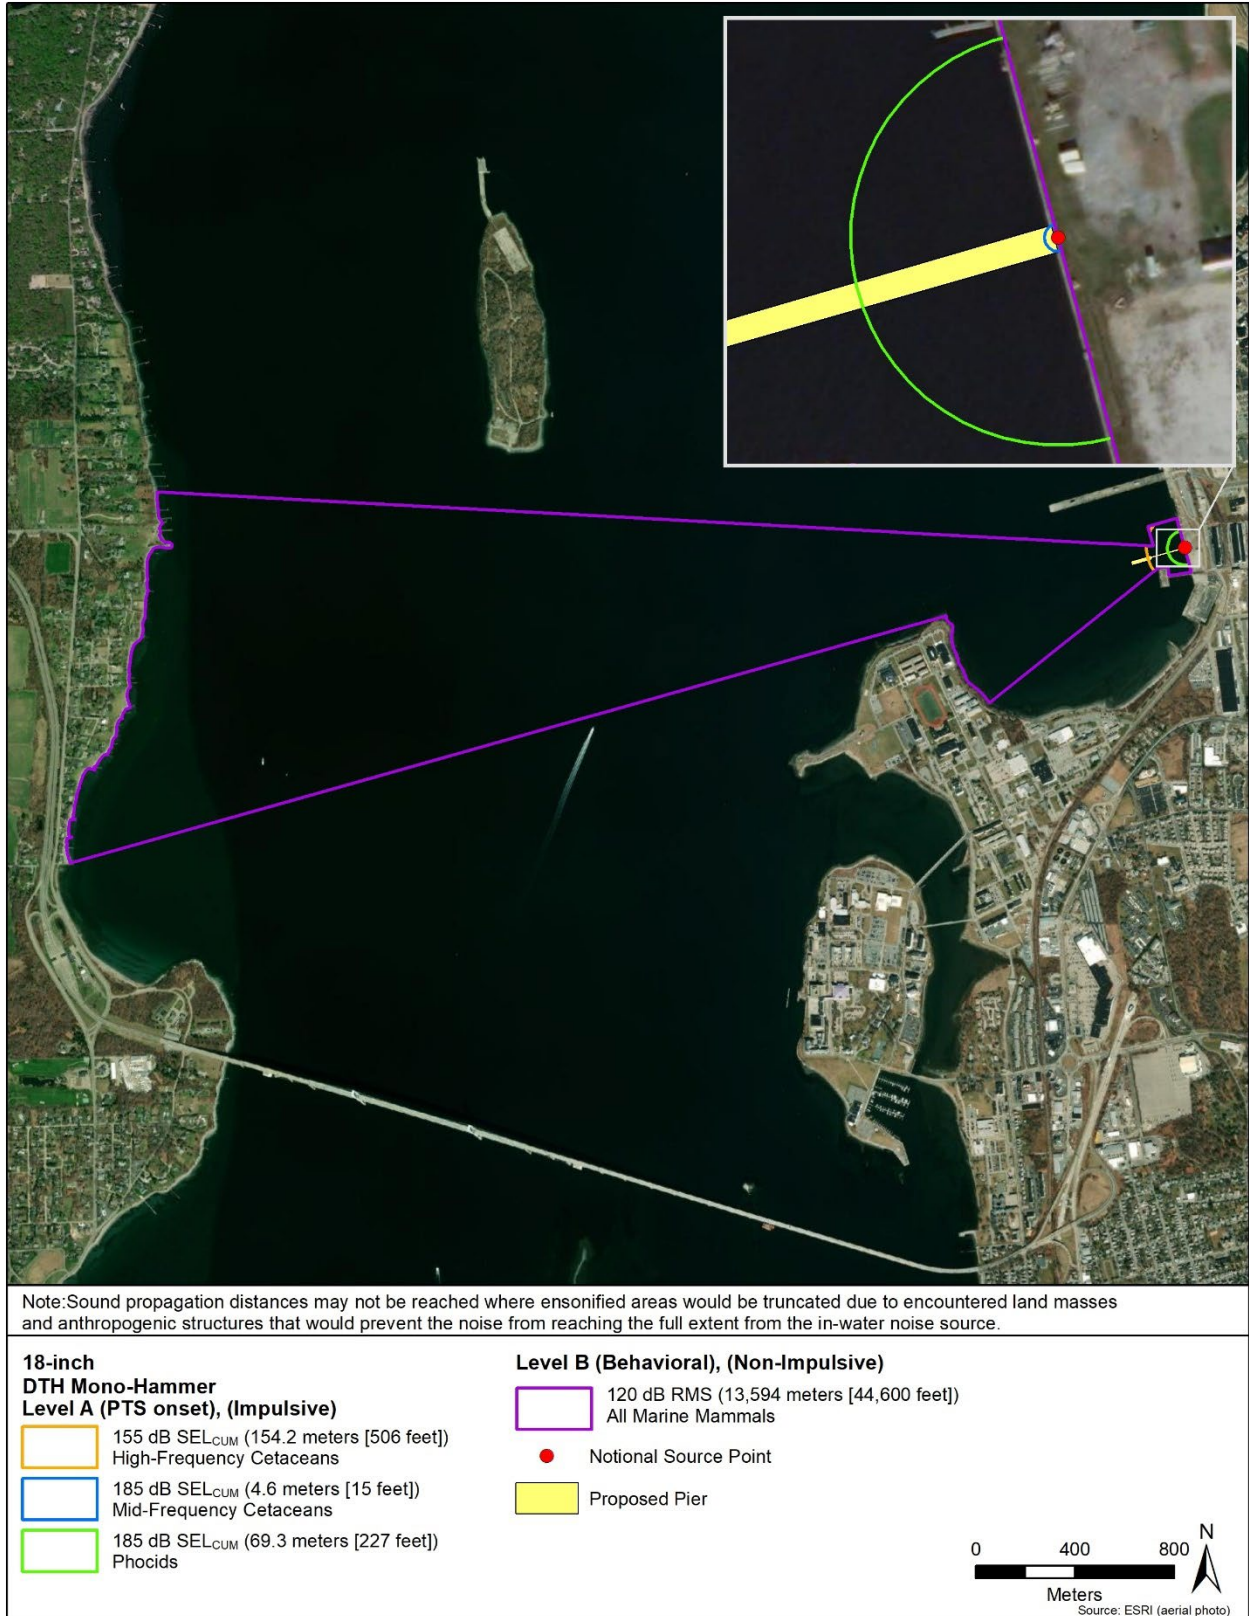 Note:Sound propagation distances may not be reached where ensonified areas would be truncated due to encountered land masses
and anthropogenic structures that would prevent the noise from reaching the full extent from the in-water noise source.
18-inch
DTH Mono-Hammer
Level A (PTS onset), (Impulsive)
155 dB SELCUM (154.2 meters [506 feet])
High-Frequency Cetaceans
185 dB SELCUM (4.6 meters [15 feet])
Mid-Frequency Cetaceans
185 dB SELCUM (69.3 meters [227 feet])
Phocids
Level B (Behavioral), (Non-Impulsive)
120 dB RMS (13,594 meters [44,600 feet])
All Marine Mammals
Notional Source Point
Proposed Pier
0 400 800
Meters
N
Source: ESRI (aerial photo)